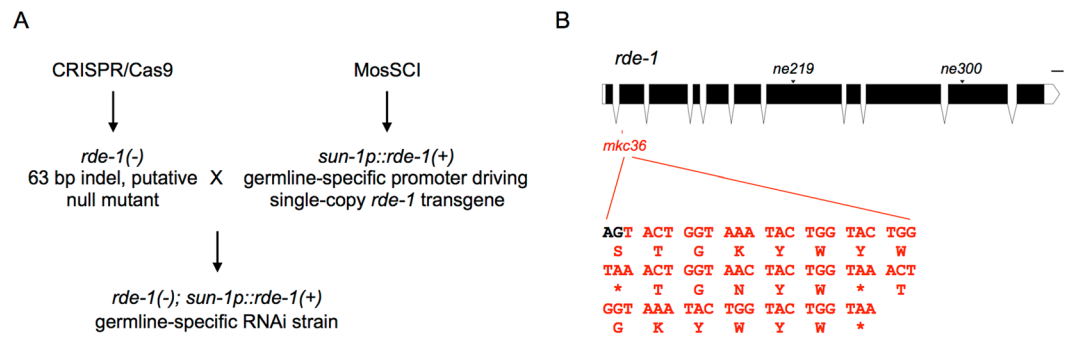 A
CRISPR/Cas9
MosSCI
rde-1(-)
63 bp indel, putative
null mutant
X
sun-1p::rde-1(+)
germline-specific promoter driving
single-copy rde-1 transgene
rde-1(-); sun-1p::rde-1(+)
germline-specific RNAi strain
B
rde-1
ne219
ne300
mkc36
AGT ACT GGT AAA TAC TGG TAC TGG
S T G K Y W Y W
TAA ACT GGT AAC TAC TGG TAA ACT
* T G N Y W * T
GGT AAA TAC TGG TAC TGG TAA
G K Y W Y W *